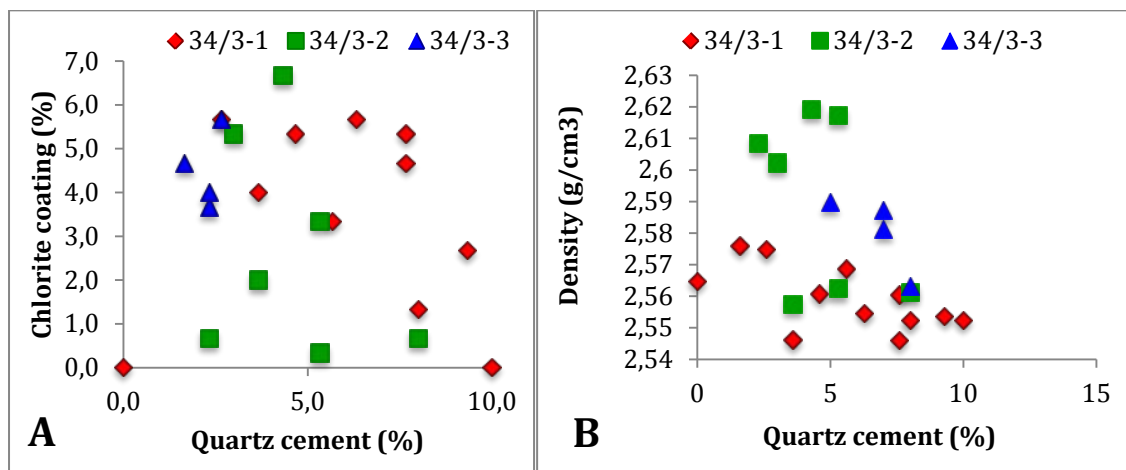 34/3-1 34/3-2 34/3-3
7,0
6,0
5,0
4,0
3,0
2,0
1,0
0,0
Chlorite coating (%)
0,0 5,0 10,0
Quartz cement (%)
A
34/3-1 34/3-2 34/3-3
2,63
2,62
2,61
2,6
2,59
2,58
2,57
2,56
2,55
2,54
Density (g/cm3)
0 5 10 15
Quartz cement (%)
B